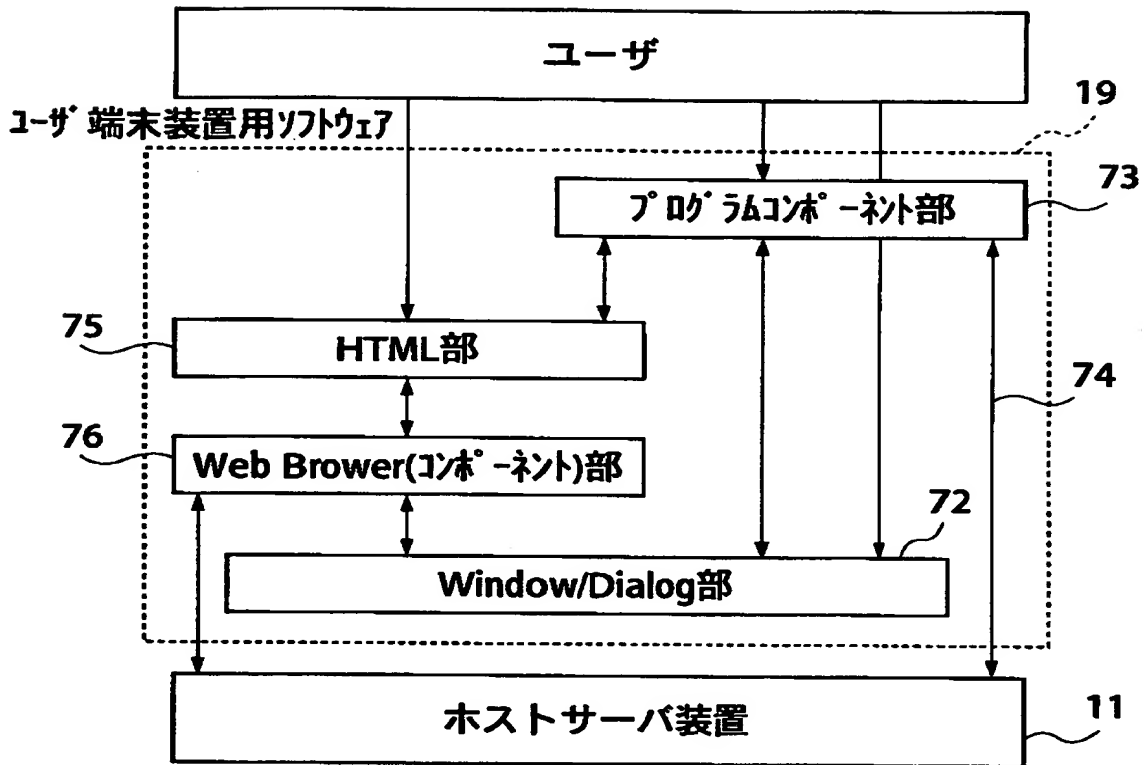 ユーザ
ﾕｰｻﾞ端末装置用ｿﾌﾄｳｪｱ
19
ﾌﾟﾛｸﾞﾗﾑｺﾝﾎﾟｰﾈﾝﾄ部
73
75
HTML部
74
76
Web Brower(ｺﾝﾎﾟｰﾈﾝﾄ)部
72
Window/Dialog部
ホストサーバ装置
11